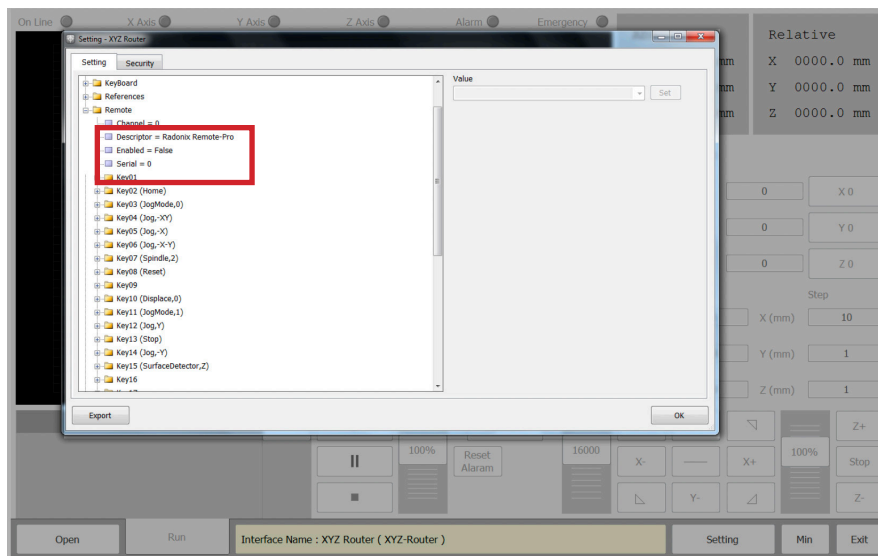 On Line X Axis Y Axis Z Axis Alarm Emergency
Setting - XYZ Router
Setting Security
KeyBoard
References
Remote
Channel = 0
Descriptor = Radonix Remote-Pro
Enabled = False
Serial = 0
Key01
Key02 (Home)
Key03 (JogMode,0)
Key04 (Jog,-XY)
Key05 (Jog,-X)
Key06 (Jog,-X-Y)
Key07 (Spindle,2)
Key08 (Reset)
Key09
Key10 (Displace,0)
Key11 (JogMode,1)
Key12 (Jog,Y)
Key13 (Stop)
Key14 (Jog,-Y)
Key15 (SurfaceDetector,Z)
Key16
Value
Set
Export
OK
Relative
mm X 0000.0 mm
mm Y 0000.0 mm
mm Z 0000.0 mm
0 X 0
0 Y 0
0 Z 0
Step
X (mm) 10
Y (mm) 1
Z (mm) 1
100% Reset Alaram 16000 X- X+ 100% Z+
Stop
Y- Z-
Open Run Interface Name : XYZ Router ( XYZ-Router ) Setting Min Exit